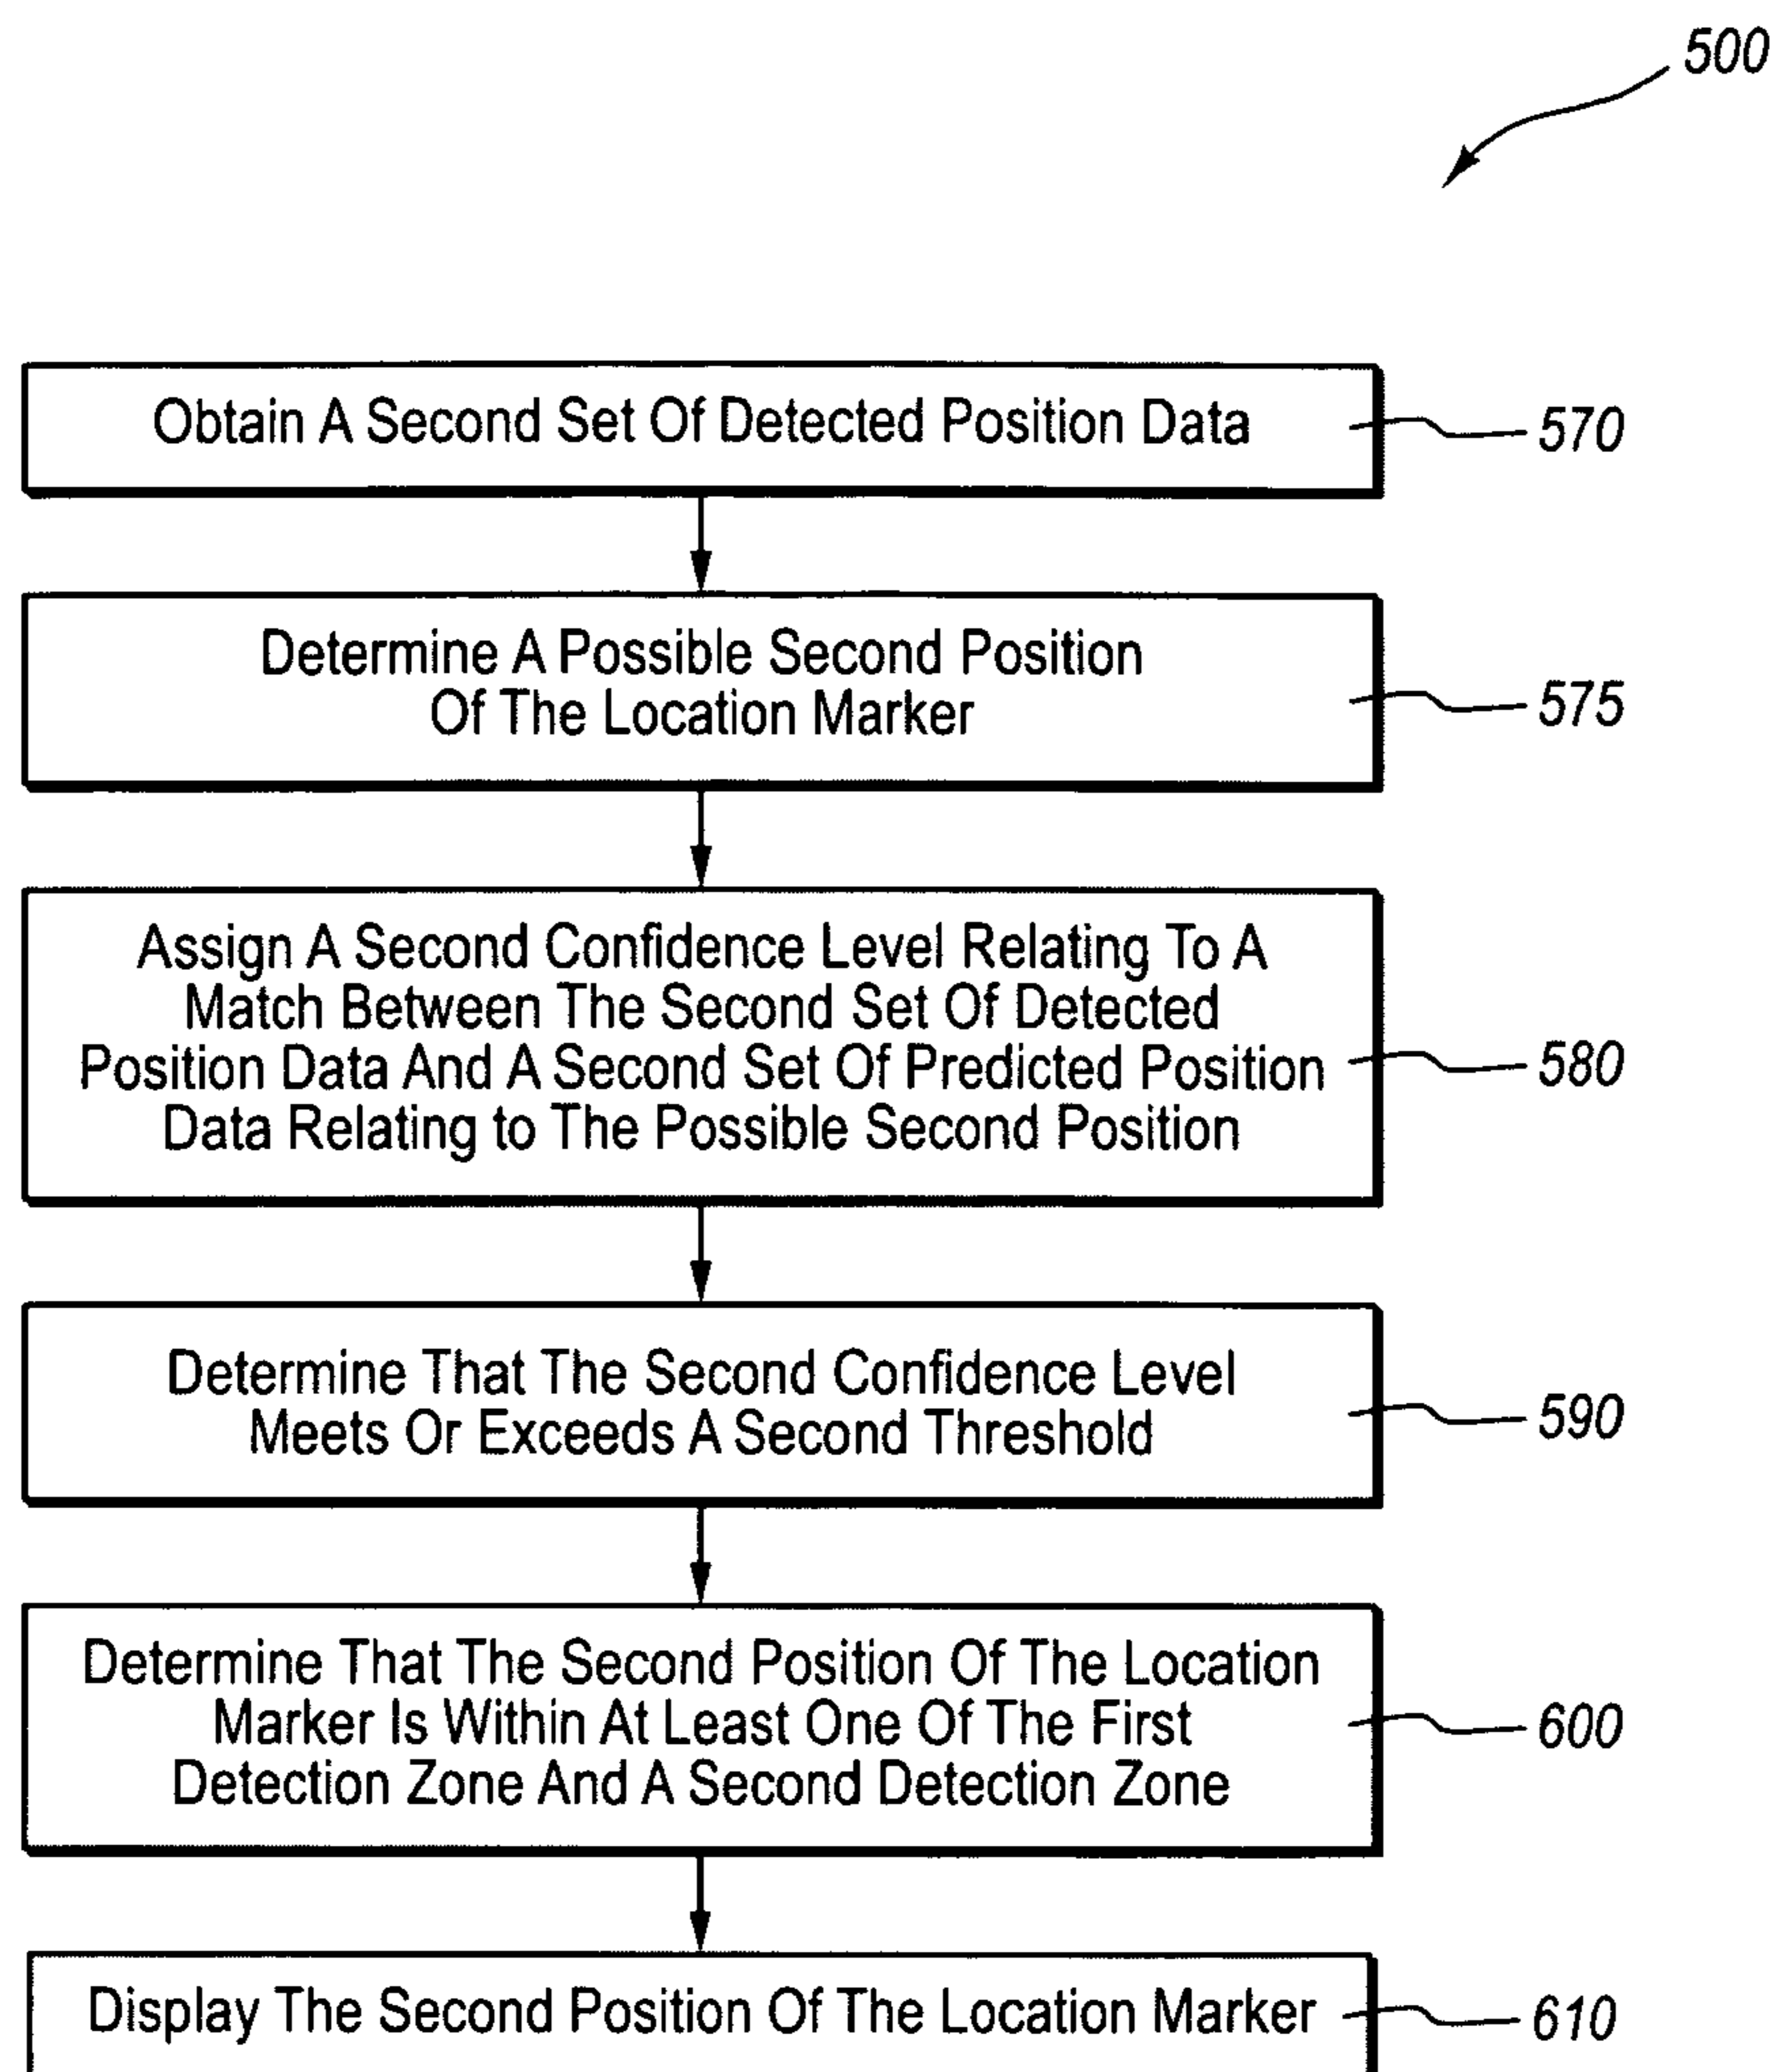 500
Obtain A Second Set Of Detected Position Data
570
Determine A Possible Second Position
Of The Location Marker
575
Assign A Second Confidence Level Relating To A
Match Between The Second Set Of Detected
Position Data And A Second Set Of Predicted Position
Data Relating to The Possible Second Position
580
Determine That The Second Confidence Level
Meets Or Exceeds A Second Threshold
590
Determine That The Second Position Of The Location
Marker Is Within At Least One Of The First
Detection Zone And A Second Detection Zone
600
Display The Second Position Of The Location Marker
610